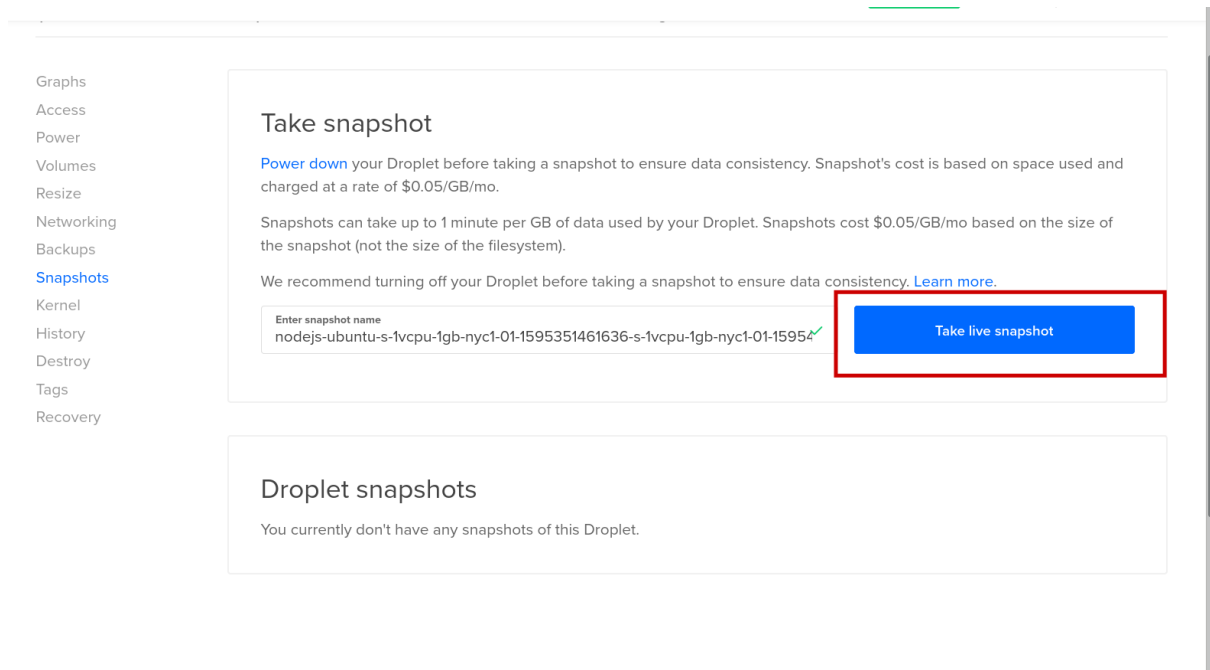 Graphs
Access
Power
Volumes
Resize
Networking
Backups
Snapshots
Kernel
History
Destroy
Tags
Recovery
Take snapshot
Power down your Droplet before taking a snapshot to ensure data consistency. Snapshot's cost is based on space used and
charged at a rate of $0.05/GB/mo.
Snapshots can take up to 1 minute per GB of data used by your Droplet. Snapshots cost $0.05/GB/mo based on the size of
the snapshot (not the size of the filesystem).
We recommend turning off your Droplet before taking a snapshot to ensure data consistency. Learn more.
Enter snapshot name
nodejs-ubuntu-s-1vcpu-1gb-nyc1-01-1595351461636-s-1vcpu-1gb-nyc1-01-15954
Take live snapshot
Droplet snapshots
You currently don't have any snapshots of this Droplet.